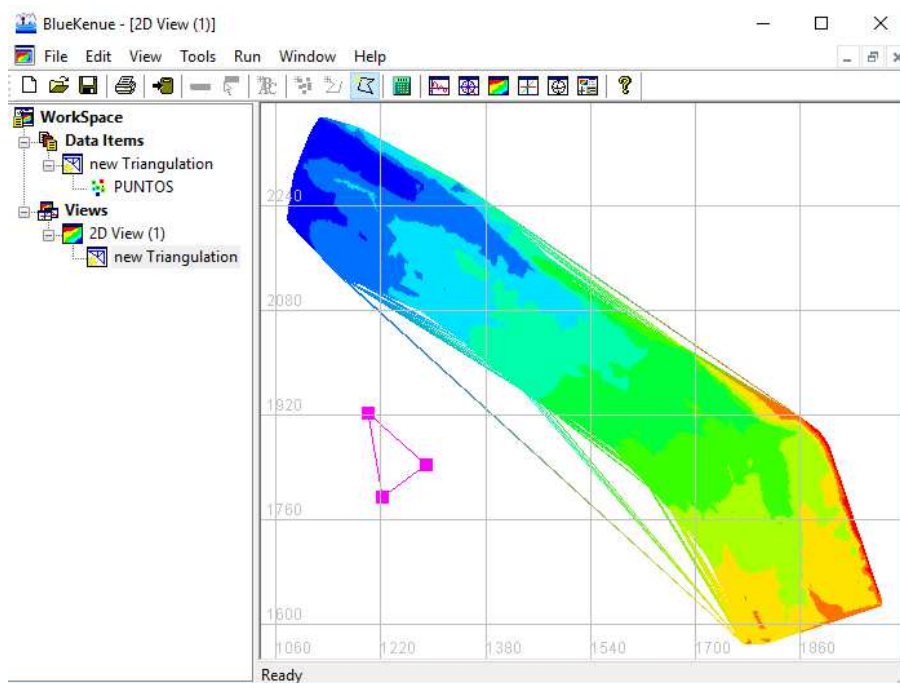 BlueKenue - [2D View (1)]
File Edit View Tools Run Window Help
WorkSpace
Data Items
new Triangulation
PUNTOS
Views
2D View (1)
new Triangulation
2240
2080
1920
1760
1600
1060 1220 1380 1540 1700 1860
Ready